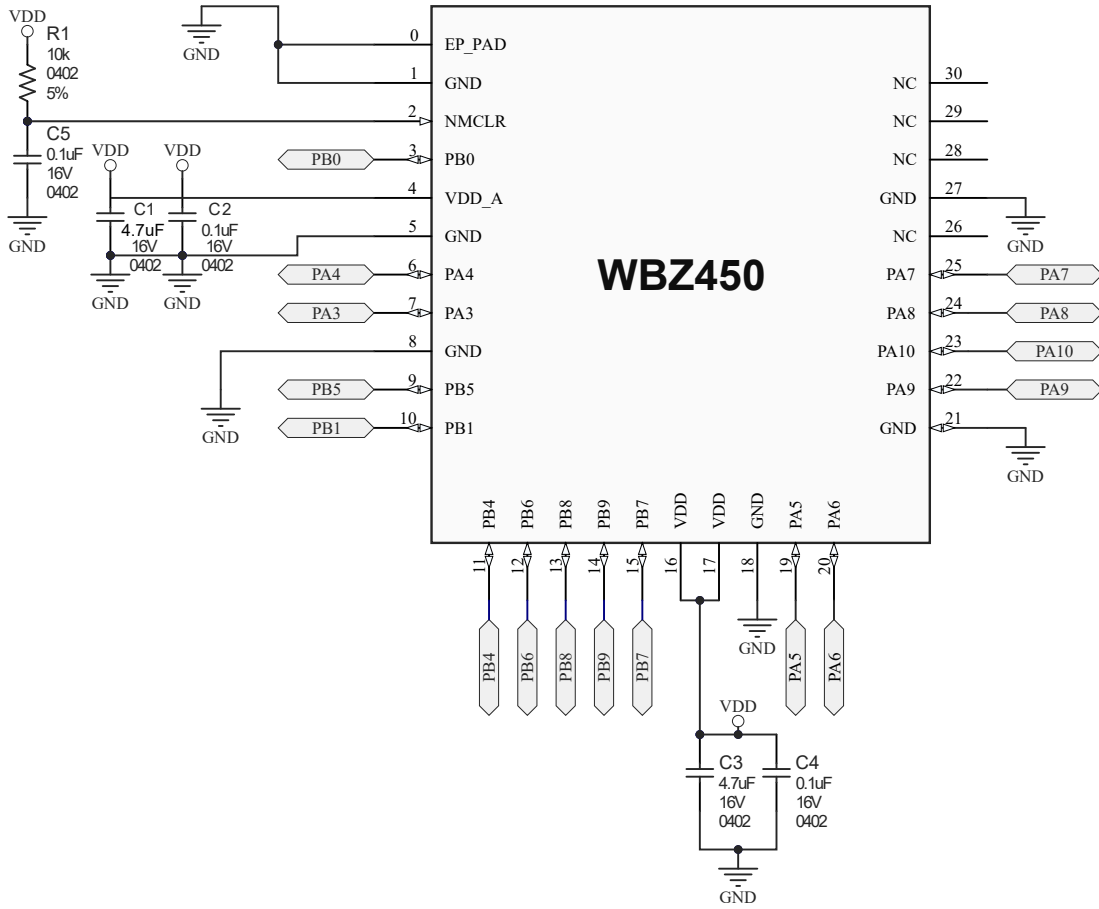 VDD
R1
10k
0402
5%
C5
0.1uF
16V
0402
GND
GND
0
EP_PAD
1
GND
2
NMCLR
PB0
3
PB0
VDD
VDD
4
VDD_A
C1
4.7uF
16V
0402
C2
0.1uF
16V
0402
GND
GND
5
GND
PA4
6
PA4
PA3
7
PA3
8
GND
GND
PB5
9
PB5
PB1
10
PB1
WBZ450
NC
30
NC
29
NC
28
GND
27
GND
NC
26
PA7
25
PA7
PA8
24
PA8
PA10
23
PA10
PA9
22
PA9
GND
21
GND
PB4
PB6
PB8
PB9
PB7
VDD
VDD
GND
PA5
PA6
11
12
13
14
15
16
17
18
19
20
GND
PB4
PB6
PB8
PB9
PB7
PA5
PA6
VDD
C3
4.7uF
16V
0402
C4
0.1uF
16V
0402
GND